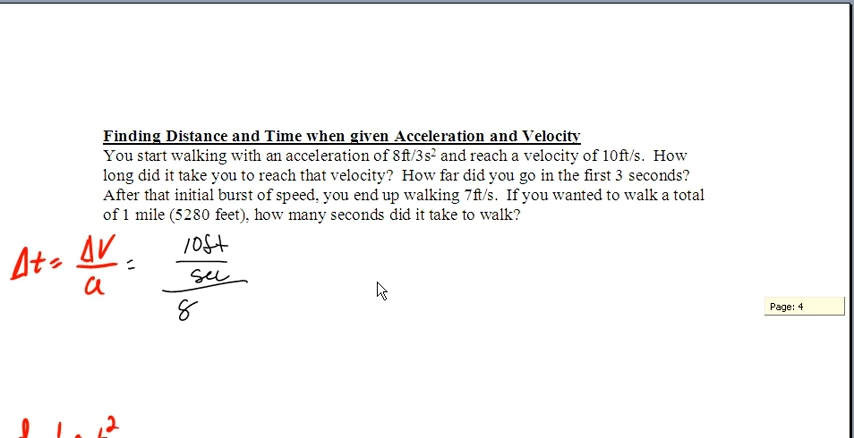 Finding Distance and Time when given Acceleration and Velocity
You start walking with an acceleration of 8ft/3s² and reach a velocity of 10ft/s. How
long did it take you to reach that velocity? How far did you go in the first 3 seconds?
After that initial burst of speed, you end up walking 7ft/s. If you wanted to walk a total
of 1 mile (5280 feet), how many seconds did it take to walk?
Δt = ΔV/a = 10ft/sec / 8
Page: 4